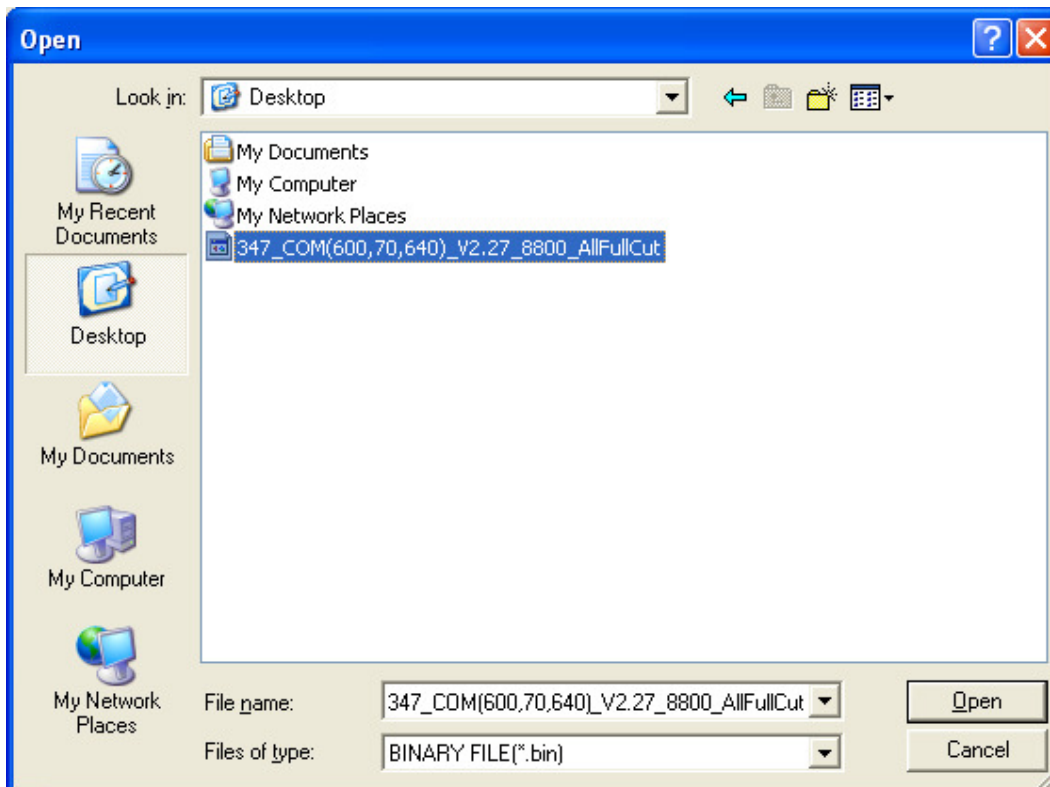 Open
Look in:
Desktop
My Documents
My Computer
My Network Places
347_COM(600,70,640)_V2.27_8800_AllFullCut
My Recent
Documents
Desktop
My Documents
My Computer
My Network
Places
File name:
347_COM(600,70,640)_V2.27_8800_AllFullCut
Open
Files of type:
BINARY FILE(*.bin)
Cancel